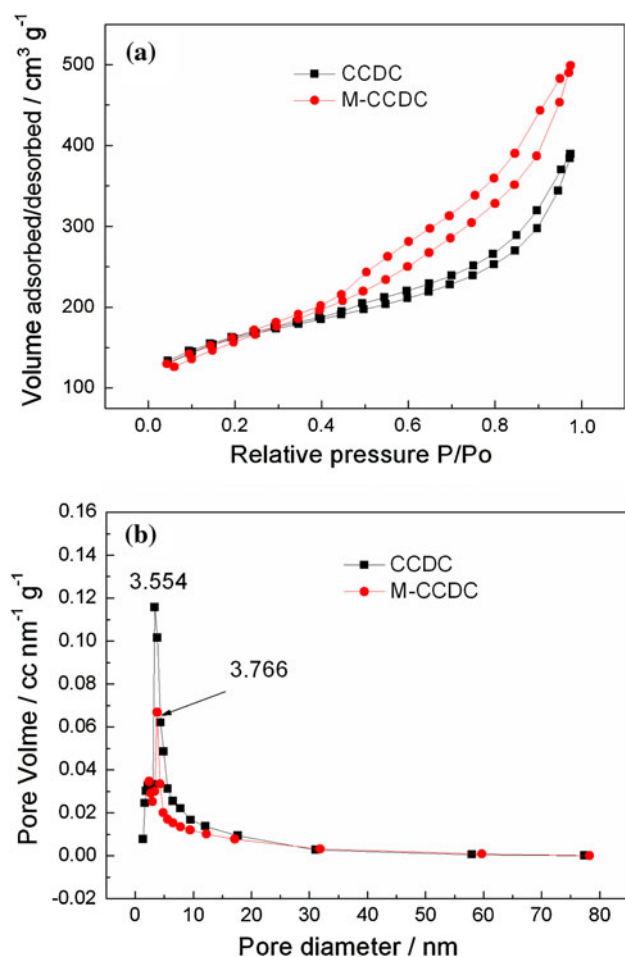 (a)
CCDC
M-CCDC
500
400
300
200
100
0.0 0.2 0.4 0.6 0.8 1.0
Volume adsorbed/desorbed / cm³ g⁻¹
Relative pressure P/Po
(b)
CCDC
M-CCDC
3.554
3.766
0.16
0.14
0.12
0.10
0.08
0.06
0.04
0.02
0.00
-0.02
0 10 20 30 40 50 60 70 80
Pore Volme / cc nm⁻¹ g⁻¹
Pore diameter / nm